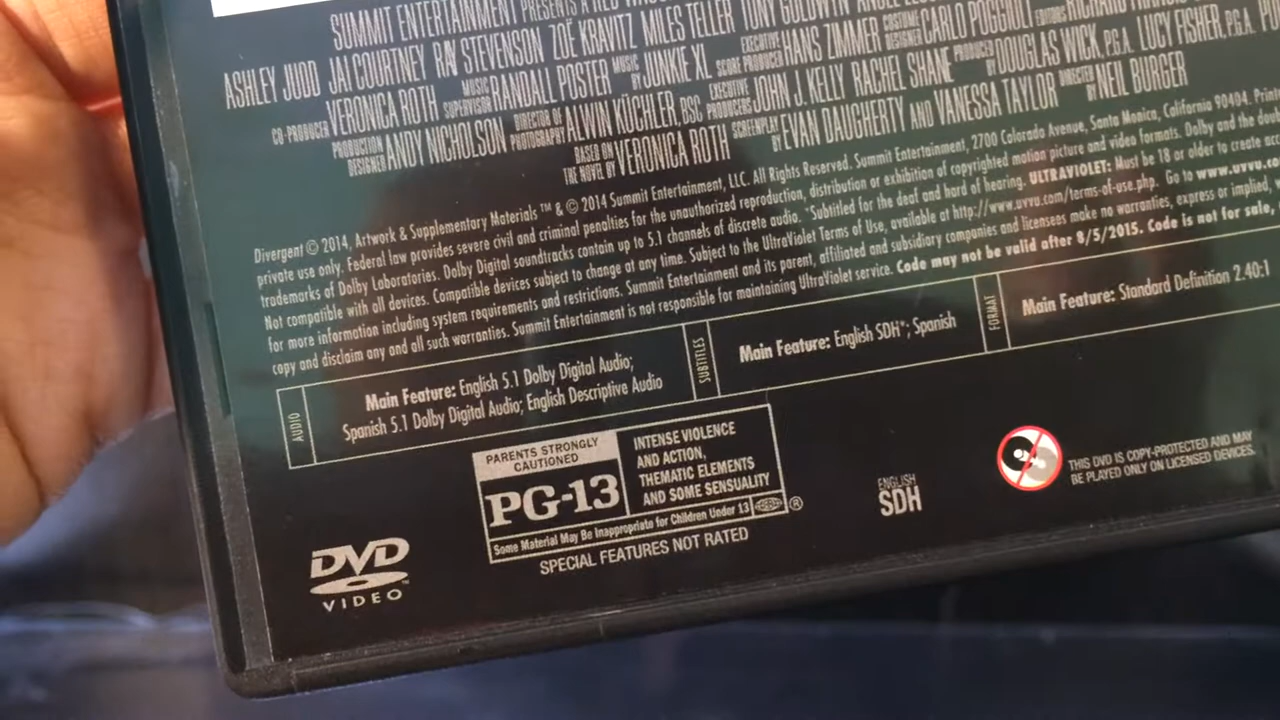 SUMMIT ENTERTAINMENT PRESENTS A RED
ASHLEY JUDD JAI COURTNEY RAY STEVENSON ZOË KRAVITZ MILES TELLER TONY GOLDWYN
MUSIC SUPERVISOR RANDALL POSTER MUSIC BY JUNKIE XL EXECUTIVE SCORE PRODUCER HANS ZIMMER COSTUME DESIGNER CARLO POGGIOLI
CO-PRODUCER VERONICA ROTH EXECUTIVE PRODUCERS JOHN J. KELLY RACHEL SHANE PRODUCED BY DOUGLAS WICK, P.G.A. LUCY FISHER, P.G.A.
PRODUCTION DESIGNER ANDY NICHOLSON DIRECTOR OF PHOTOGRAPHY ALWIN KÜCHLER, BSC SCREENPLAY BY EVAN DAUGHERTY AND VANESSA TAYLOR DIRECTED BY NEIL BURGER
BASED ON THE NOVEL BY VERONICA ROTH
Divergent © 2014, Artwork & Supplementary Materials ™ & © 2014 Summit Entertainment, LLC. All Rights Reserved. Summit Entertainment, 2700 Colorado Avenue, Santa Monica, California 90404.
private use only. Federal law provides severe civil and criminal penalties for the unauthorized reproduction, distribution or exhibition of copyrighted motion picture and video formats. Dolby and the
trademarks of Dolby Laboratories. Dolby Digital soundtracks contain up to 5.1 channels of discrete audio. *Subtitled for the deaf and hard of hearing. ULTRAVIOLET: Must be 18 or older to create
Not compatible with all devices. Compatible devices subject to change at any time. Subject to the UltraViolet Terms of Use, available at http://www.uvvu.com/terms-of-use.php. Go to www.uvvu.
for more information including system requirements and restrictions. Summit Entertainment and its parent, affiliated and subsidiary companies and licensees make no warranties, express or implied,
copy and disclaim any and all such warranties. Summit Entertainment is not responsible for maintaining UltraViolet service. Code may not be valid after 8/5/2015. Code is not for sale,
AUDIO
Main Feature: English 5.1 Dolby Digital Audio;
Spanish 5.1 Dolby Digital Audio; English Descriptive Audio
SUBTITLES
Main Feature: English SDH*; Spanish
FORMAT
Main Feature: Standard Definition 2.40:1
PARENTS STRONGLY
CAUTIONED
PG-13
INTENSE VIOLENCE
AND ACTION,
THEMATIC ELEMENTS
AND SOME SENSUALITY
Some Material May Be Inappropriate for Children Under 13
®
SPECIAL FEATURES NOT RATED
DVD
VIDEO
ENGLISH
SDH
THIS DVD IS COPY-PROTECTED AND MAY
BE PLAYED ONLY ON LICENSED DEVICES.